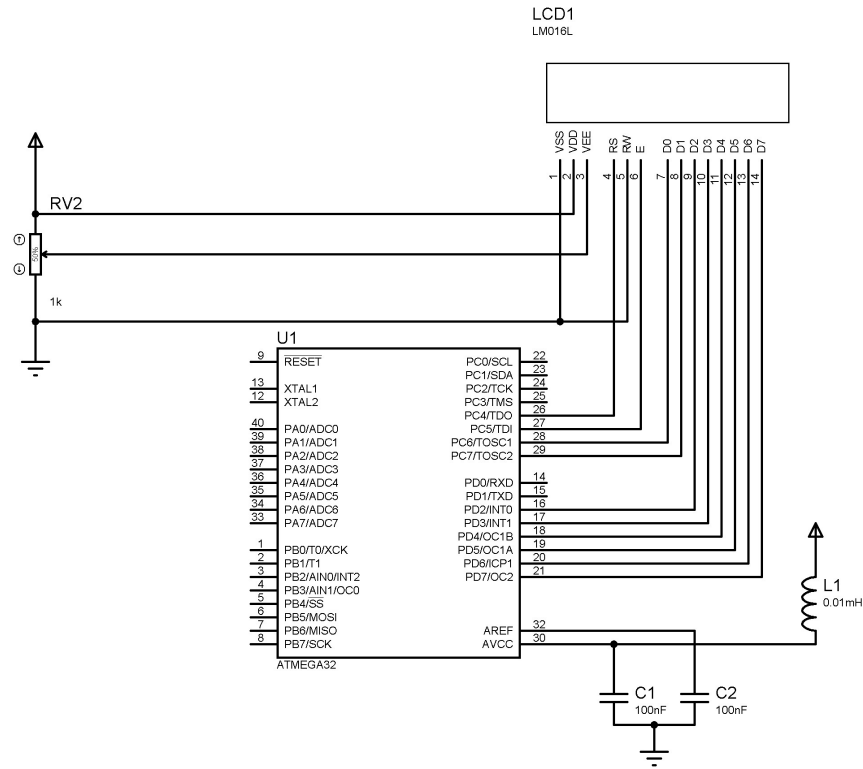 LCD1
LM016L
VSS VDD VEE RS RW E D0 D1 D2 D3 D4 D5 D6 D7
1 2 3 4 5 6 7 8 9 10 11 12 13 14
RV2
50%
1k
U1
9 RESET
13 XTAL1
12 XTAL2
40 PA0/ADC0
39 PA1/ADC1
38 PA2/ADC2
37 PA3/ADC3
36 PA4/ADC4
35 PA5/ADC5
34 PA6/ADC6
33 PA7/ADC7
1 PB0/T0/XCK
2 PB1/T1
3 PB2/AIN0/INT2
4 PB3/AIN1/OC0
5 PB4/SS
6 PB5/MOSI
7 PB6/MISO
8 PB7/SCK
PC0/SCL 22
PC1/SDA 23
PC2/TCK 24
PC3/TMS 25
PC4/TDO 26
PC5/TDI 27
PC6/TOSC1 28
PC7/TOSC2 29
PD0/RXD 14
PD1/TXD 15
PD2/INT0 16
PD3/INT1 17
PD4/OC1B 18
PD5/OC1A 19
PD6/ICP1 20
PD7/OC2 21
AREF 32
AVCC 30
ATMEGA32
L1
0.01mH
C1
100nF
C2
100nF